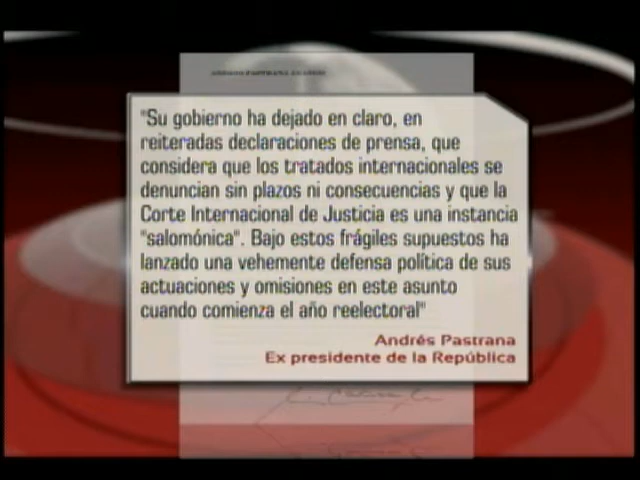 "Su gobierno ha dejado en claro, en
reiteradas declaraciones de prensa, que
considera que los tratados internacionales se
denuncian sin plazos ni consecuencias y que la
Corte Internacional de Justicia es una instancia
"salomónica". Bajo estos frágiles supuestos ha
lanzado una vehemente defensa política de sus
actuaciones y omisiones en este asunto
cuando comienza el año reelectoral"
Andrés Pastrana
Ex presidente de la República